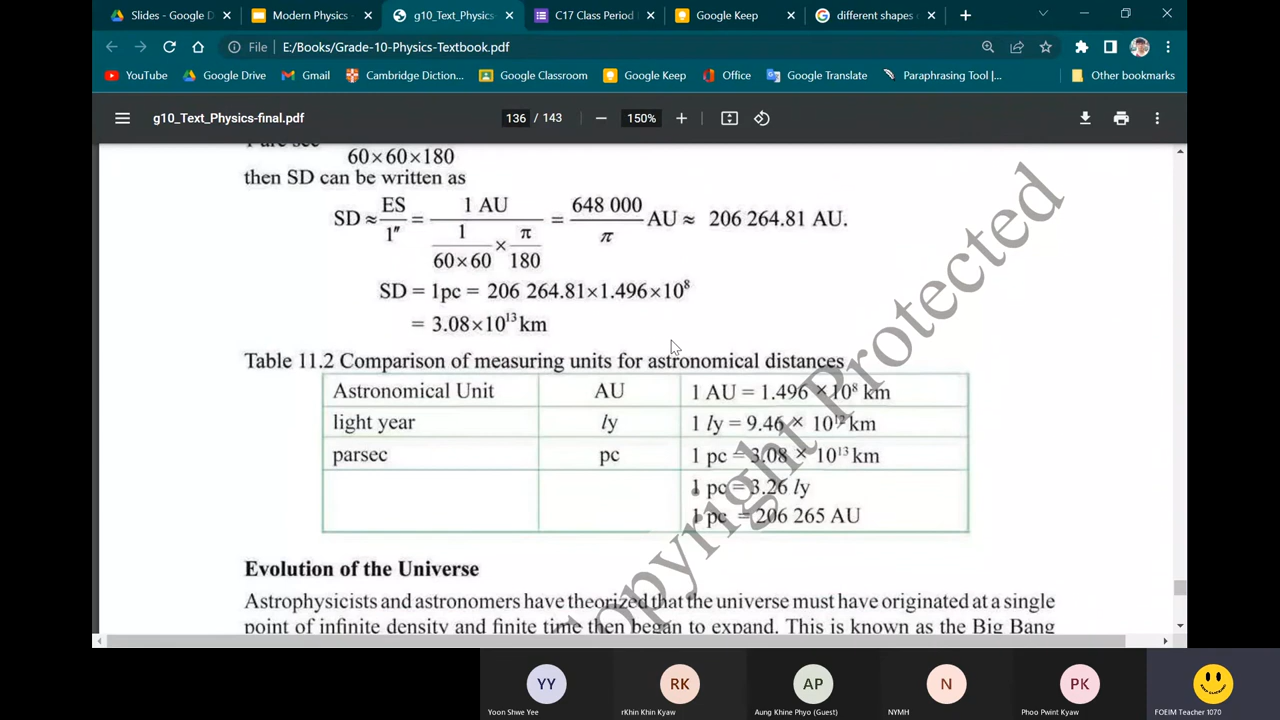 Slides - Google D
Modern Physics -
g10_Text_Physics
C17 Class Period
Google Keep
different shapes
File
E:/Books/Grade-10-Physics-Textbook.pdf
YouTube
Google Drive
Gmail
Cambridge Diction...
Google Classroom
Google Keep
Office
Google Translate
Paraphrasing Tool |...
Other bookmarks
g10_Text_Physics-final.pdf
136 / 143
150%
60×60×180
then SD can be written as
SD ≈ ES/1″ = 1 AU / (1/(60×60) × π/180) = 648 000/π AU ≈ 206 264.81 AU.
SD = 1pc = 206 264.81×1.496×10⁸
= 3.08×10¹³ km
Table 11.2 Comparison of measuring units for astronomical distances
Astronomical Unit AU 1 AU = 1.496 ×10⁸ km
light year ly 1 ly = 9.46 × 10¹² km
parsec pc 1 pc = 3.08 × 10¹³ km
1 pc = 3.26 ly
1 pc = 206 265 AU
Evolution of the Universe
Astrophysicists and astronomers have theorized that the universe must have originated at a single
point of infinite density and finite time then began to expand. This is known as the Big Bang
Copyright Protected
YY
RK
AP
N
PK
Yoon Shwe Yee
rKhin Khin Kyaw
Aung Khine Phyo (Guest)
NYMH
Phoo Pwint Kyaw
FOEIM Teacher 1070